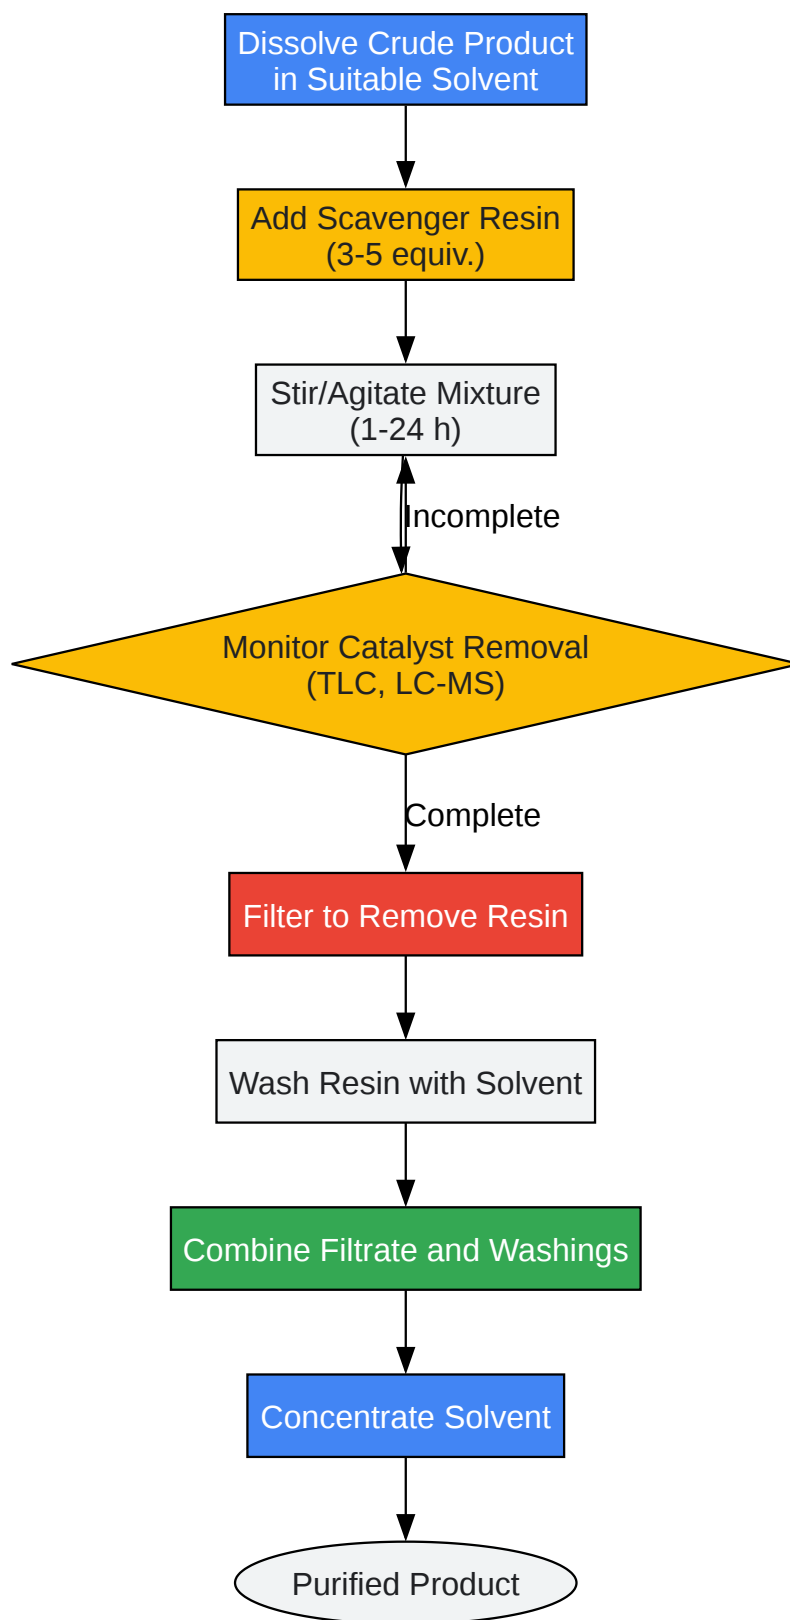 Dissolve Crude Product
in Suitable Solvent
Add Scavenger Resin
(3-5 equiv.)
Stir/Agitate Mixture
(1-24 h)
Incomplete
Monitor Catalyst Removal
(TLC, LC-MS)
Complete
Filter to Remove Resin
Wash Resin with Solvent
Combine Filtrate and Washings
Concentrate Solvent
Purified Product